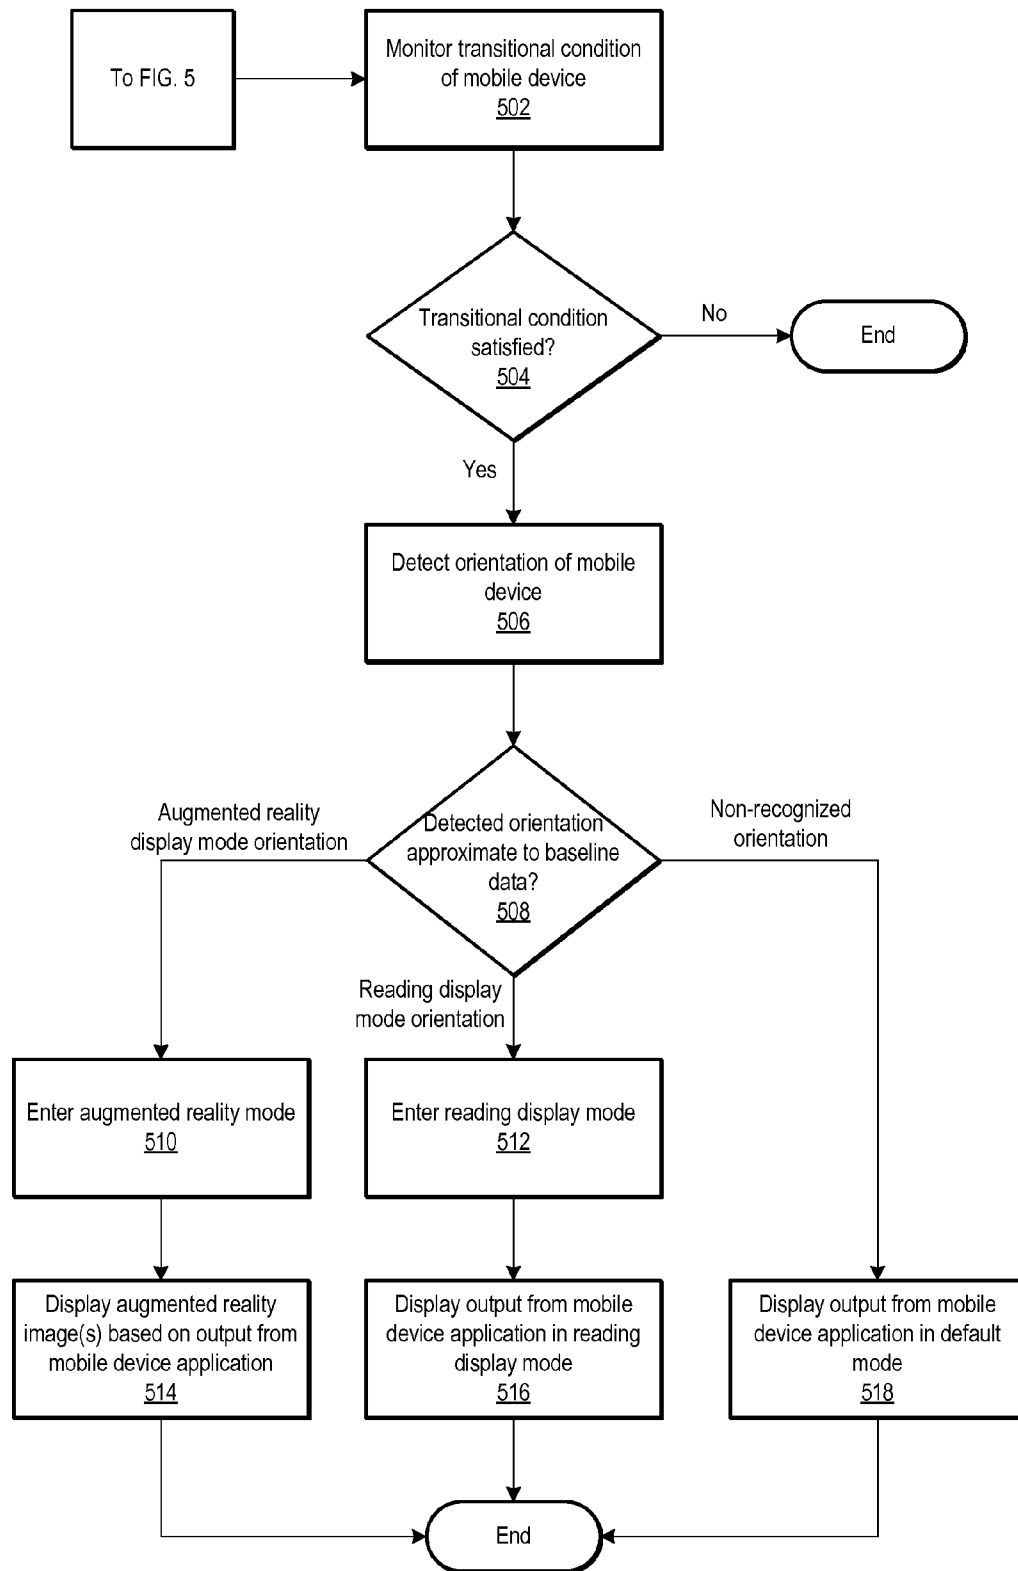 To FIG. 5
Monitor transitional condition
of mobile device
502
Transitional condition
satisfied?
504
No
End
Yes
Detect orientation of mobile
device
506
Augmented reality
display mode orientation
Detected orientation
approximate to baseline
data?
508
Non-recognized
orientation
Reading display
mode orientation
Enter augmented reality mode
510
Enter reading display mode
512
Display augmented reality
image(s) based on output from
mobile device application
514
Display output from mobile
device application in reading
display mode
516
Display output from mobile
device application in default
mode
518
End